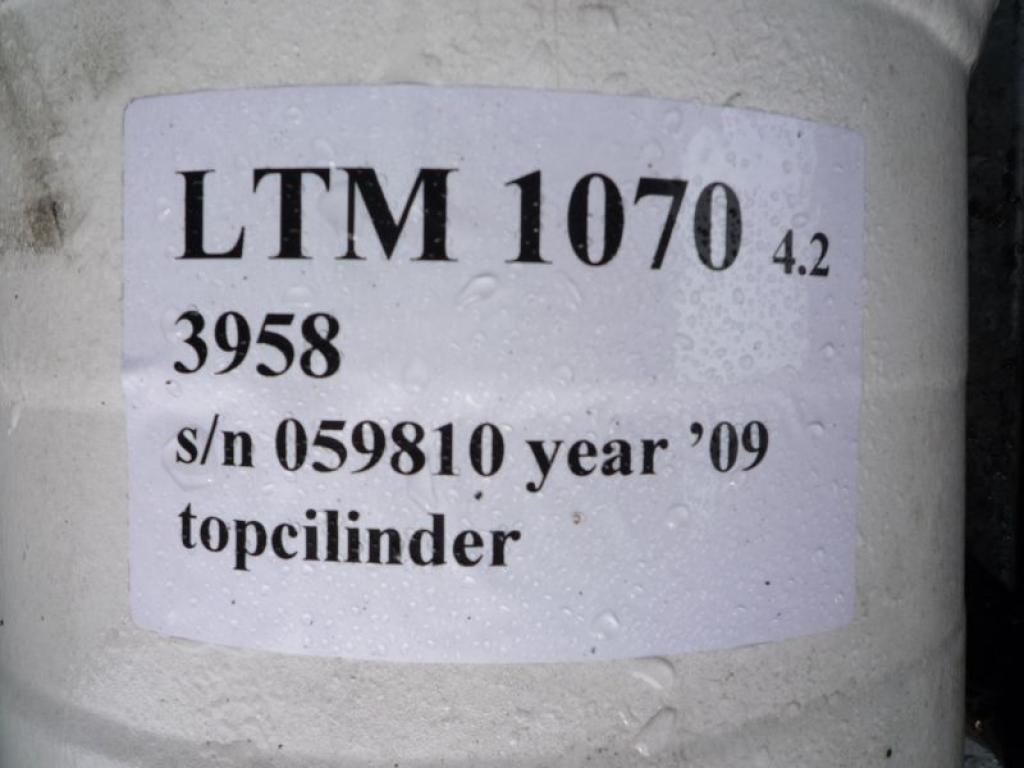 LTM 1070 4.2
3958
s/n 059810 year ’09
topcilinder